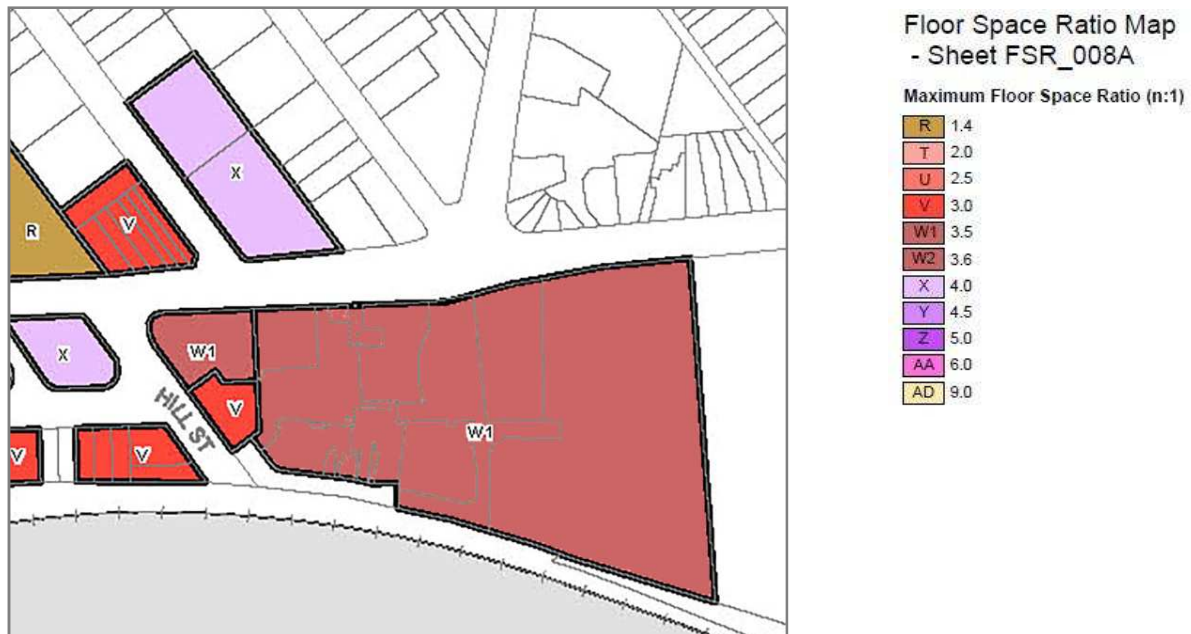 Floor Space Ratio Map
- Sheet FSR_008A
Maximum Floor Space Ratio (n:1)
R 1.4
T 2.0
U 2.5
V 3.0
W1 3.5
W2 3.6
X 4.0
Y 4.5
Z 5.0
AA 6.0
AD 9.0
X
V
R
W1
X
V
HILL ST
W1
V
V